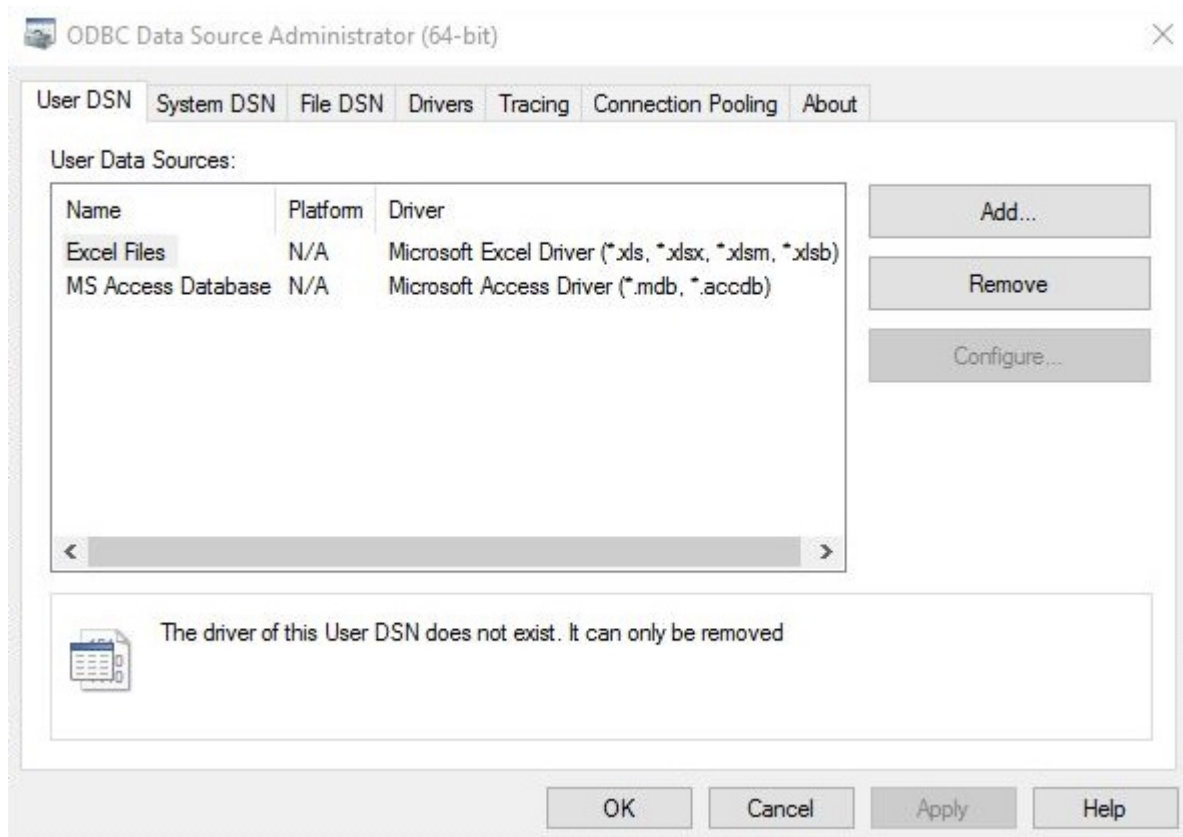 ODBC Data Source Administrator (64-bit)
User DSN System DSN File DSN Drivers Tracing Connection Pooling About
User Data Sources:
Name Platform Driver
Excel Files N/A Microsoft Excel Driver (*.xls, *.xlsx, *.xlsm, *.xlsb)
MS Access Database N/A Microsoft Access Driver (*.mdb, *.accdb)
Add...
Remove
Configure...
The driver of this User DSN does not exist. It can only be removed
OK Cancel Apply Help